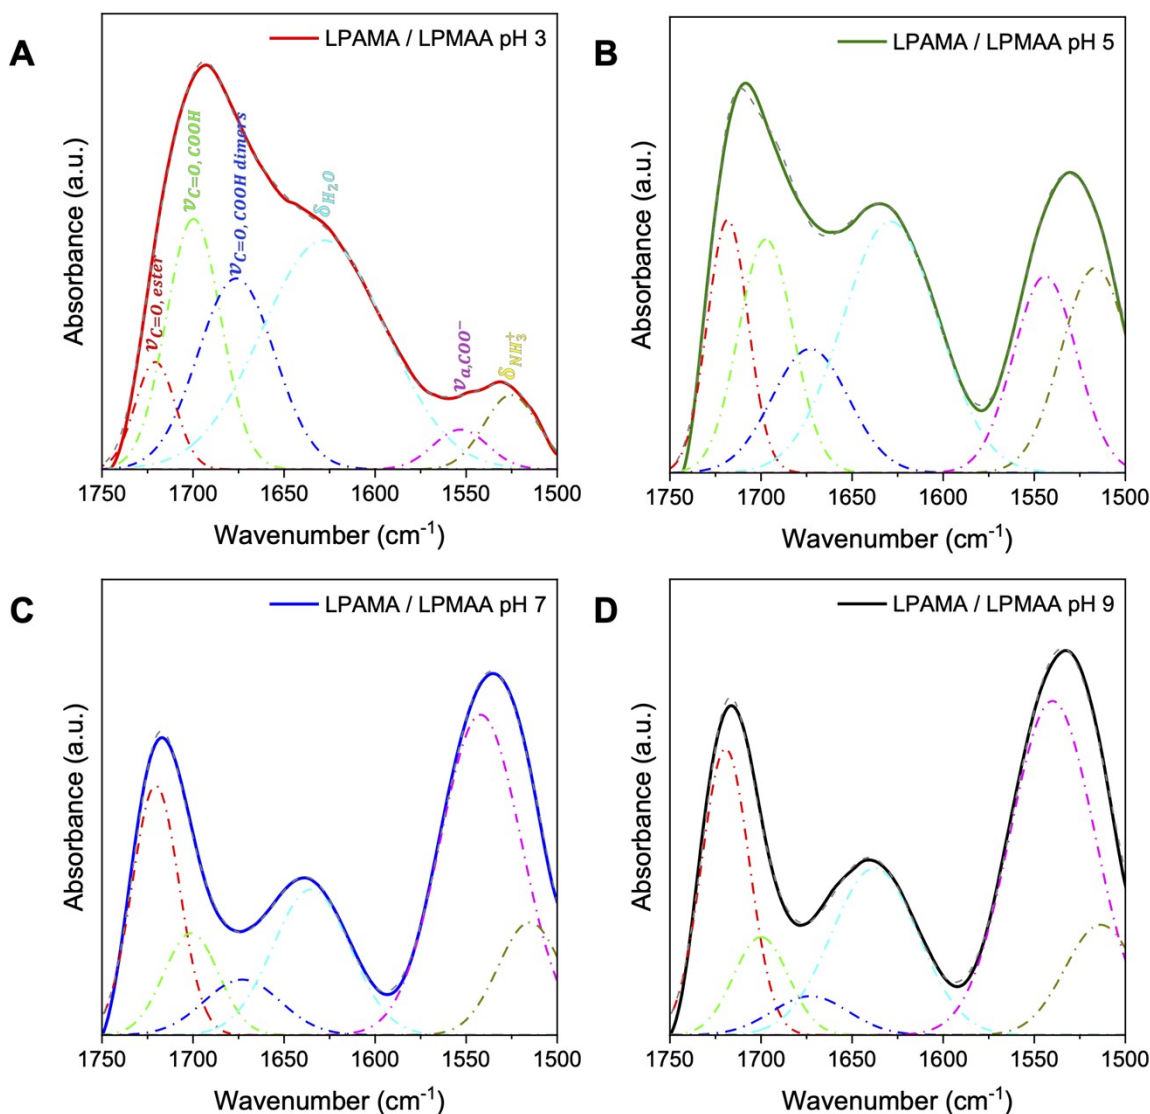 A
LPAMA / LPMAA pH 3
Absorbance (a.u.)
νC=O, ester
νC=O, COOH
νC=O, COOH dimers
δH₂O
νa,COO⁻
δNH₃⁺
1750 1700 1650 1600 1550 1500
Wavenumber (cm⁻¹)
B
LPAMA / LPMAA pH 5
Absorbance (a.u.)
1750 1700 1650 1600 1550 1500
Wavenumber (cm⁻¹)
C
LPAMA / LPMAA pH 7
Absorbance (a.u.)
1750 1700 1650 1600 1550 1500
Wavenumber (cm⁻¹)
D
LPAMA / LPMAA pH 9
Absorbance (a.u.)
1750 1700 1650 1600 1550 1500
Wavenumber (cm⁻¹)